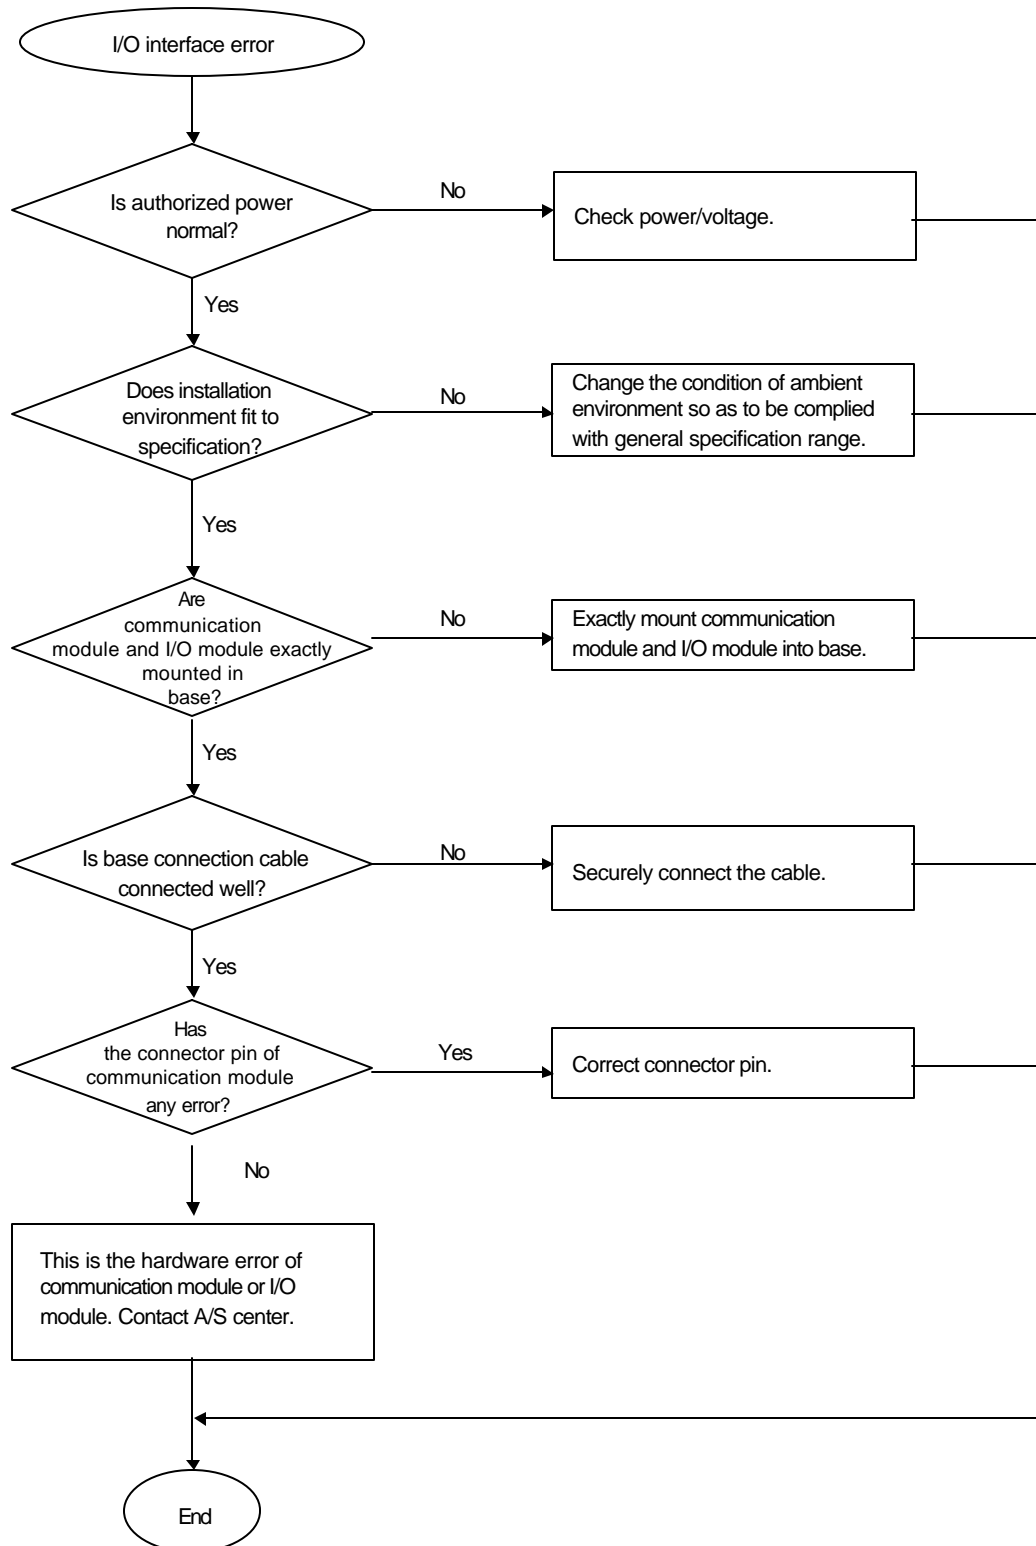 I/O interface error
Is authorized power
normal?
No
Check power/voltage.
Yes
Does installation
environment fit to
specification?
No
Change the condition of ambient
environment so as to be complied
with general specification range.
Yes
Are
communication
module and I/O module exactly
mounted in
base?
No
Exactly mount communication
module and I/O module into base.
Yes
Is base connection cable
connected well?
No
Securely connect the cable.
Yes
Has
the connector pin of
communication module
any error?
Yes
Correct connector pin.
No
This is the hardware error of
communication module or I/O
module. Contact A/S center.
End